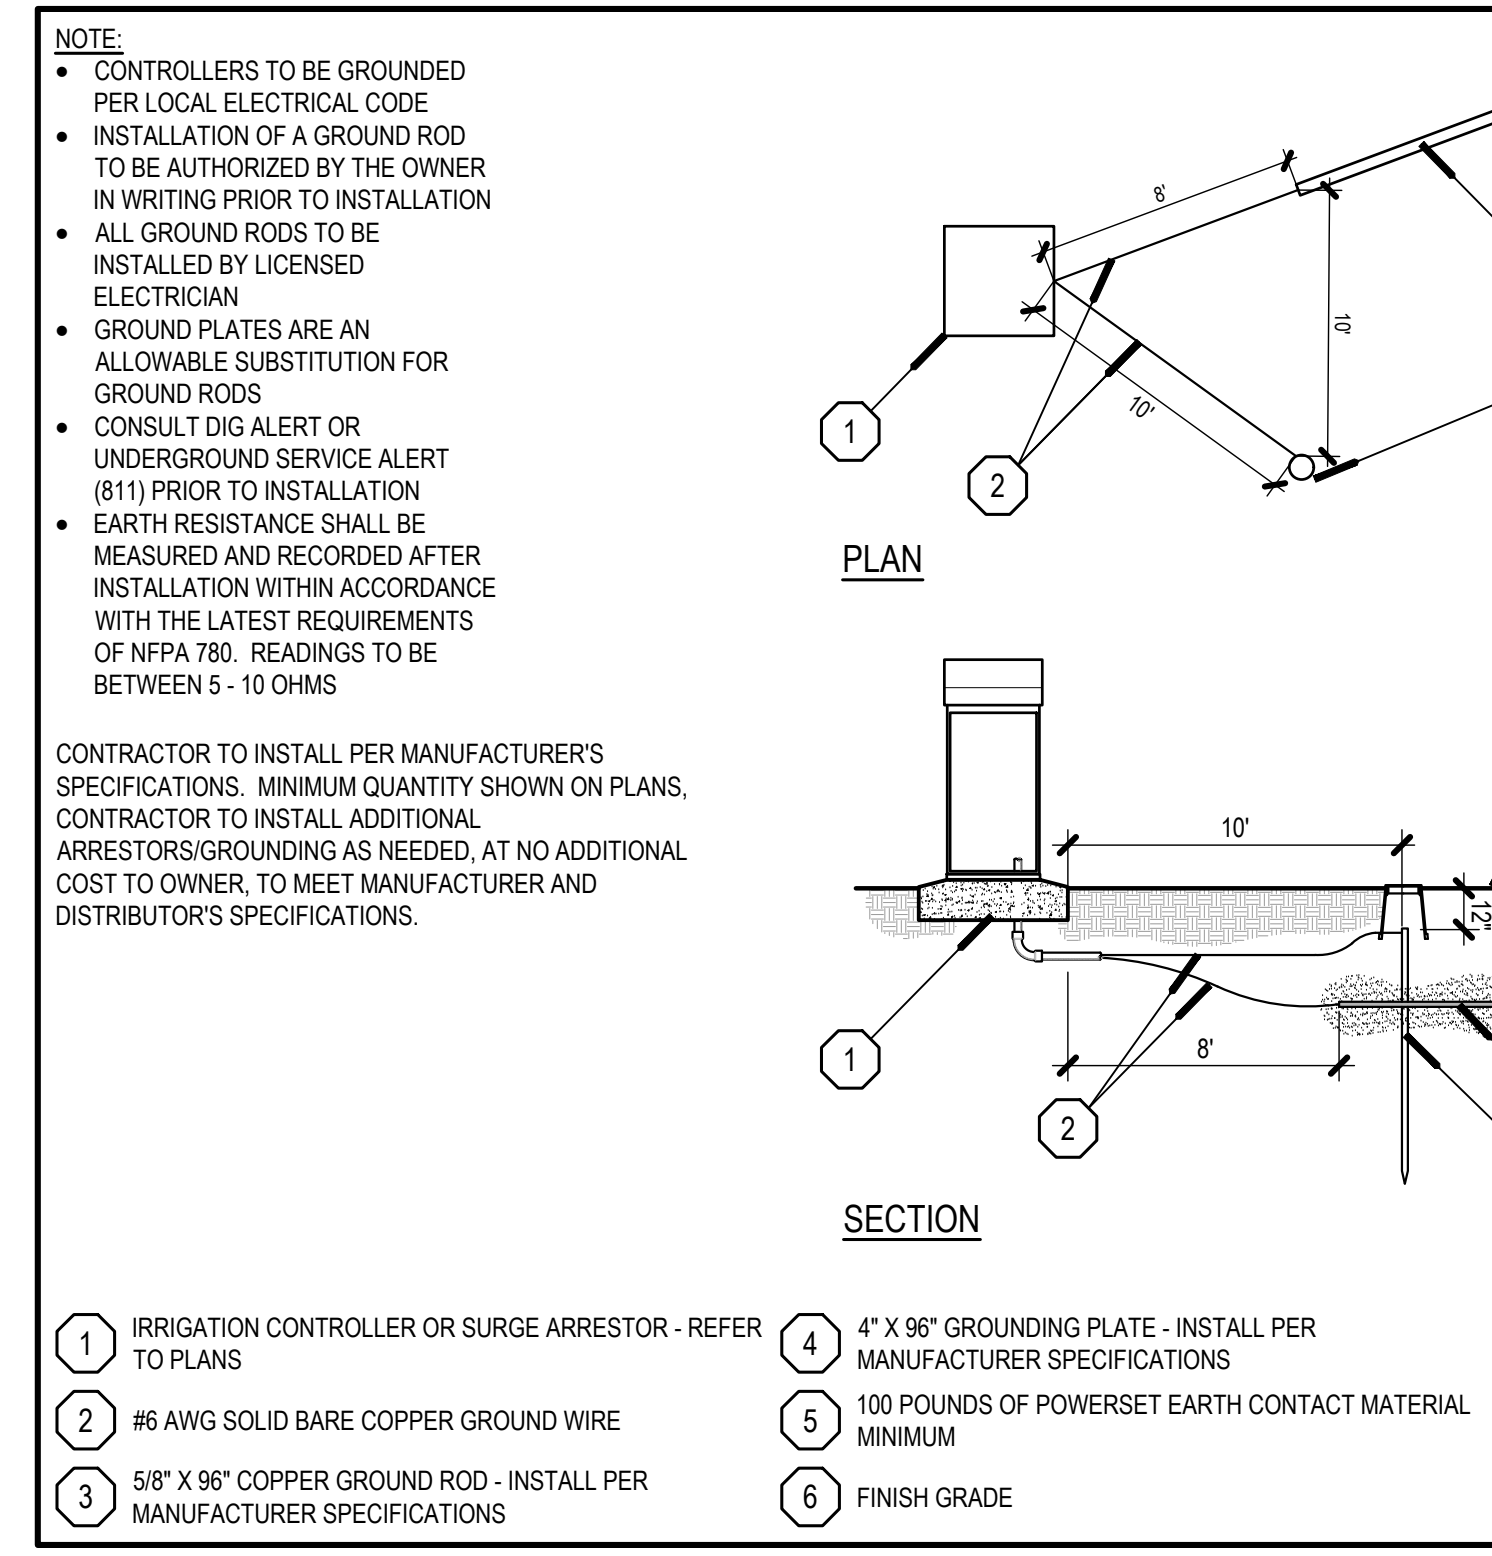 NOTE:
• CONTROLLERS TO BE GROUNDED
PER LOCAL ELECTRICAL CODE
• INSTALLATION OF A GROUND ROD
TO BE AUTHORIZED BY THE OWNER
IN WRITING PRIOR TO INSTALLATION
• ALL GROUND RODS TO BE
INSTALLED BY LICENSED
ELECTRICIAN
• GROUND PLATES ARE AN
ALLOWABLE SUBSTITUTION FOR
GROUND RODS
• CONSULT DIG ALERT OR
UNDERGROUND SERVICE ALERT
(811) PRIOR TO INSTALLATION
• EARTH RESISTANCE SHALL BE
MEASURED AND RECORDED AFTER
INSTALLATION WITHIN ACCORDANCE
WITH THE LATEST REQUIREMENTS
OF NFPA 780. READINGS TO BE
BETWEEN 5 - 10 OHMS
CONTRACTOR TO INSTALL PER MANUFACTURER'S
SPECIFICATIONS. MINIMUM QUANTITY SHOWN ON PLANS,
CONTRACTOR TO INSTALL ADDITIONAL
ARRESTORS/GROUNDING AS NEEDED, AT NO ADDITIONAL
COST TO OWNER, TO MEET MANUFACTURER AND
DISTRIBUTOR'S SPECIFICATIONS.
8'
10'
10'
1
2
PLAN
10'
12"
8'
1
2
SECTION
1
IRRIGATION CONTROLLER OR SURGE ARRESTOR - REFER
TO PLANS
2
#6 AWG SOLID BARE COPPER GROUND WIRE
3
5/8" X 96" COPPER GROUND ROD - INSTALL PER
MANUFACTURER SPECIFICATIONS
4
4" X 96" GROUNDING PLATE - INSTALL PER
MANUFACTURER SPECIFICATIONS
5
100 POUNDS OF POWERSET EARTH CONTACT MATERIAL
MINIMUM
6
FINISH GRADE